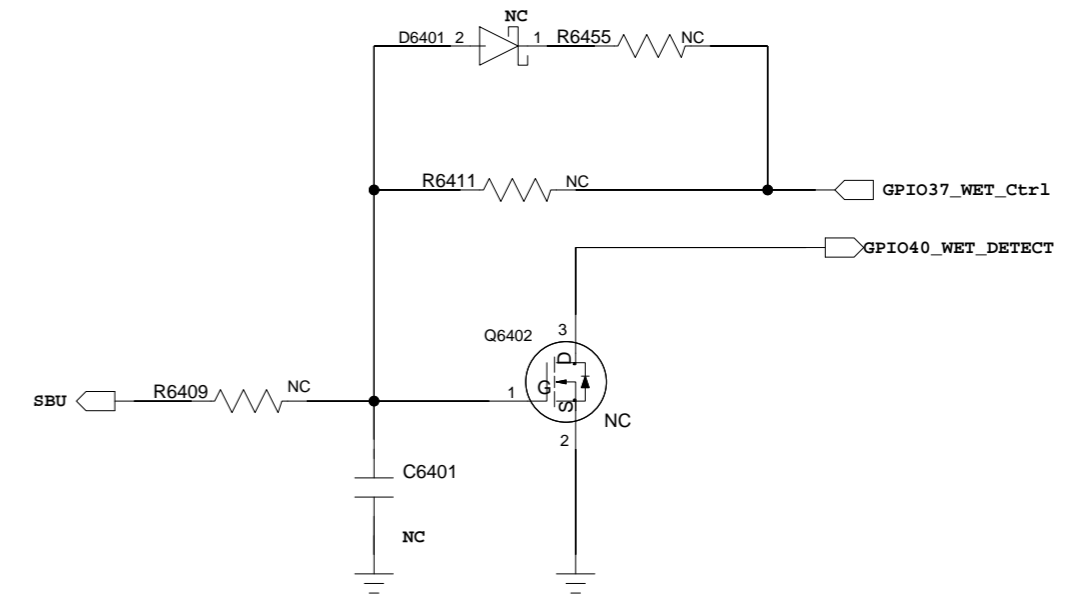 NC
D6401 2 1 R6455 NC
R6411 NC GPIO37_WET_Ctrl
GPIO40_WET_DETECT
Q6402 3
D
SBU R6409 NC 1 G
S
NC
2
C6401
NC